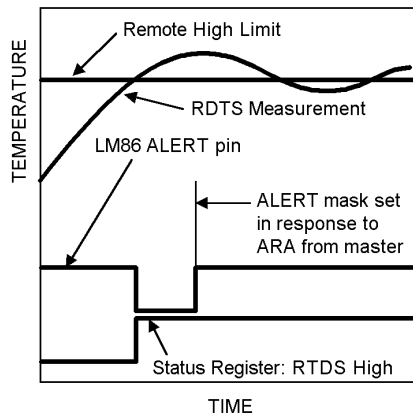 Remote High Limit
RDTS Measurement
LM86 ALERT pin
TEMPERATURE
ALERT mask set
in response to
ARA from master
Status Register: RTDS High
TIME